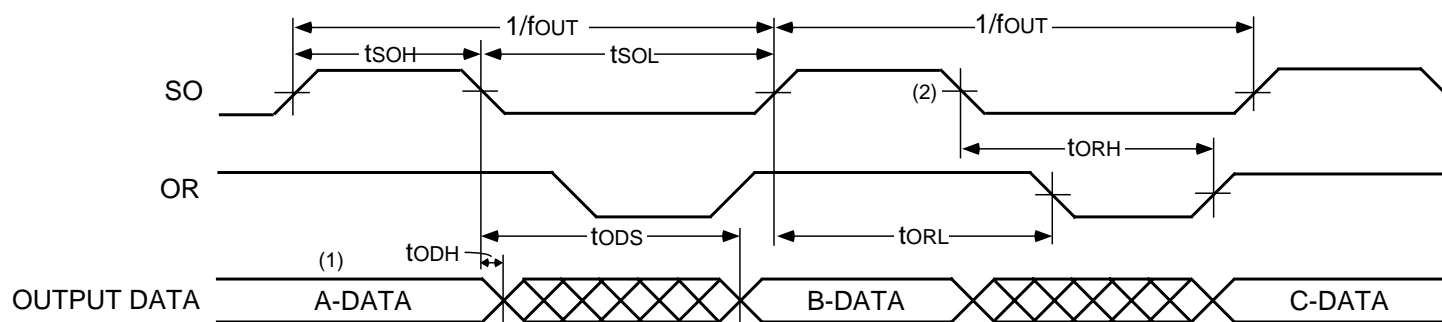 1/fOUT 1/fOUT
tSOH tSOL
SO (2)
tORH
OR
tODS tORL
tODH
(1)
OUTPUT DATA A-DATA B-DATA C-DATA